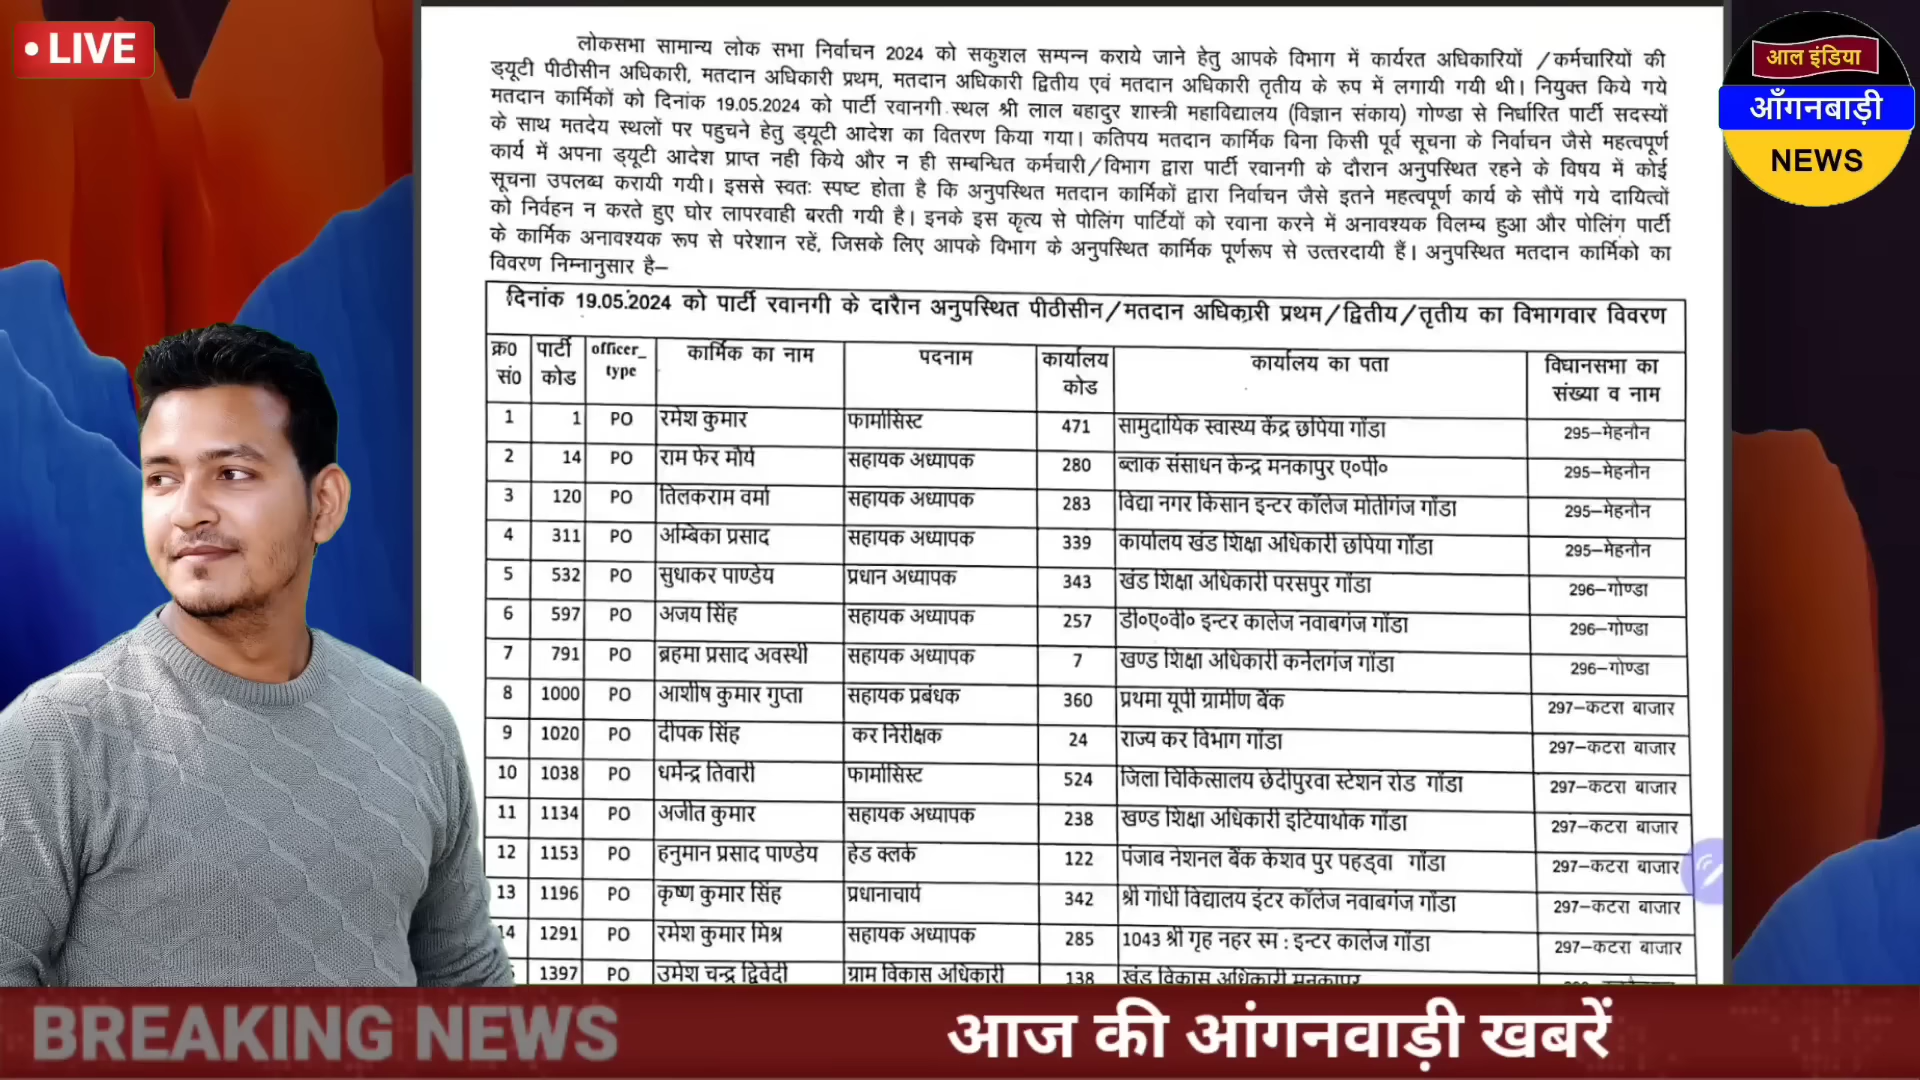 • LIVE
आल इंडिया
आँगनबाड़ी
NEWS
लोकसभा सामान्य लोक सभा निर्वाचन 2024 को सकुशल सम्पन्न कराये जाने हेतु आपके विभाग में कार्यरत अधिकारियों /कर्मचारियों की
ड्यूटी पीठीसीन अधिकारी, मतदान अधिकारी प्रथम, मतदान अधिकारी द्वितीय एवं मतदान अधिकारी तृतीय के रुप में लगायी गयी थी। नियुक्त किये गये
मतदान कार्मिकों को दिनांक 19.05.2024 को पार्टी रवानगी स्थल श्री लाल बहादुर शास्त्री महाविद्यालय (विज्ञान संकाय) गोण्डा से निर्धारित पार्टी सदस्यों
के साथ मतदेय स्थलों पर पहुचने हेतु ड्यूटी आदेश का वितरण किया गया। कतिपय मतदान कार्मिक बिना किसी पूर्व सूचना के निर्वाचन जैसे महत्वपूर्ण
कार्य में अपना ड्यूटी आदेश प्राप्त नही किये और न ही सम्बन्धित कर्मचारी/विभाग द्वारा पार्टी रवानगी के दौरान अनुपस्थित रहने के विषय में कोई
सूचना उपलब्ध करायी गयी। इससे स्वतः स्पष्ट होता है कि अनुपस्थित मतदान कार्मिकों द्वारा निर्वाचन जैसे इतने महत्वपूर्ण कार्य के सौपें गये दायित्वों
को निर्वहन न करते हुए घोर लापरवाही बरती गयी है। इनके इस कृत्य से पोलिंग पार्टियों को रवाना करने में अनावश्यक विलम्ब हुआ और पोलिंग पार्टी
के कार्मिक अनावश्यक रूप से परेशान रहें, जिसके लिए आपके विभाग के अनुपस्थित कार्मिक पूर्णरूप से उत्तरदायी हैं। अनुपस्थित मतदान कार्मिको का
विवरण निम्नानुसार है–
दिनांक 19.05.2024 को पार्टी रवानगी के दारैान अनुपस्थित पीठीसीन/मतदान अधिकारी प्रथम/द्वितीय/तृतीय का विभागवार विवरण
क्र0 सं0 पार्टी कोड officer_type कार्मिक का नाम पदनाम कार्यालय कोड कार्यालय का पता विधानसभा का संख्या व नाम
1 1 PO रमेश कुमार फार्मासिस्ट 471 सामुदायिक स्वास्थ्य केंद्र छपिया गोंडा 295–मेहनौन
2 14 PO राम फेर मौर्य सहायक अध्यापक 280 ब्लाक संसाधन केन्द्र मनकापुर ए०पी० 295–मेहनौन
3 120 PO तिलकराम वर्मा सहायक अध्यापक 283 विद्या नगर किसान इन्टर कॉलेज मोतीगंज गोंडा 295–मेहनौन
4 311 PO अम्बिका प्रसाद सहायक अध्यापक 339 कार्यालय खंड शिक्षा अधिकारी छपिया गोंडा 295–मेहनौन
5 532 PO सुधाकर पाण्डेय प्रधान अध्यापक 343 खंड शिक्षा अधिकारी परसपुर गोंडा 296–गोण्डा
6 597 PO अजय सिंह सहायक अध्यापक 257 डी०ए०वी० इन्टर कालेज नवाबगंज गोंडा 296–गोण्डा
7 791 PO ब्रहमा प्रसाद अवस्थी सहायक अध्यापक 7 खण्ड शिक्षा अधिकारी कर्नलगंज गोंडा 296–गोण्डा
8 1000 PO आशीष कुमार गुप्ता सहायक प्रबंधक 360 प्रथमा यूपी ग्रामीण बैंक 297–कटरा बाजार
9 1020 PO दीपक सिंह कर निरीक्षक 24 राज्य कर विभाग गोंडा 297–कटरा बाजार
10 1038 PO धर्मेन्द्र तिवारी फार्मासिस्ट 524 जिला चिकित्सालय छेदीपुरवा स्टेशन रोड गोंडा 297–कटरा बाजार
11 1134 PO अजीत कुमार सहायक अध्यापक 238 खण्ड शिक्षा अधिकारी इटियाथोक गोंडा 297–कटरा बाजार
12 1153 PO हनुमान प्रसाद पाण्डेय हेड क्लर्क 122 पंजाब नेशनल बैंक केशव पुर पहड़वा गोंडा 297–कटरा बाजार
13 1196 PO कृष्ण कुमार सिंह प्रधानाचार्य 342 श्री गांधी विद्यालय इंटर कॉलेज नवाबगंज गोंडा 297–कटरा बाजार
14 1291 PO रमेश कुमार मिश्र सहायक अध्यापक 285 1043 श्री गृह नहर स्म : इन्टर कालेज गोंडा 297–कटरा बाजार
1397 PO उमेश चन्द्र द्विवेदी ग्राम विकास अधिकारी 138 खंड विकास अधिकारी मनकापुर
BREAKING NEWS
आज की आंगनवाड़ी खबरें